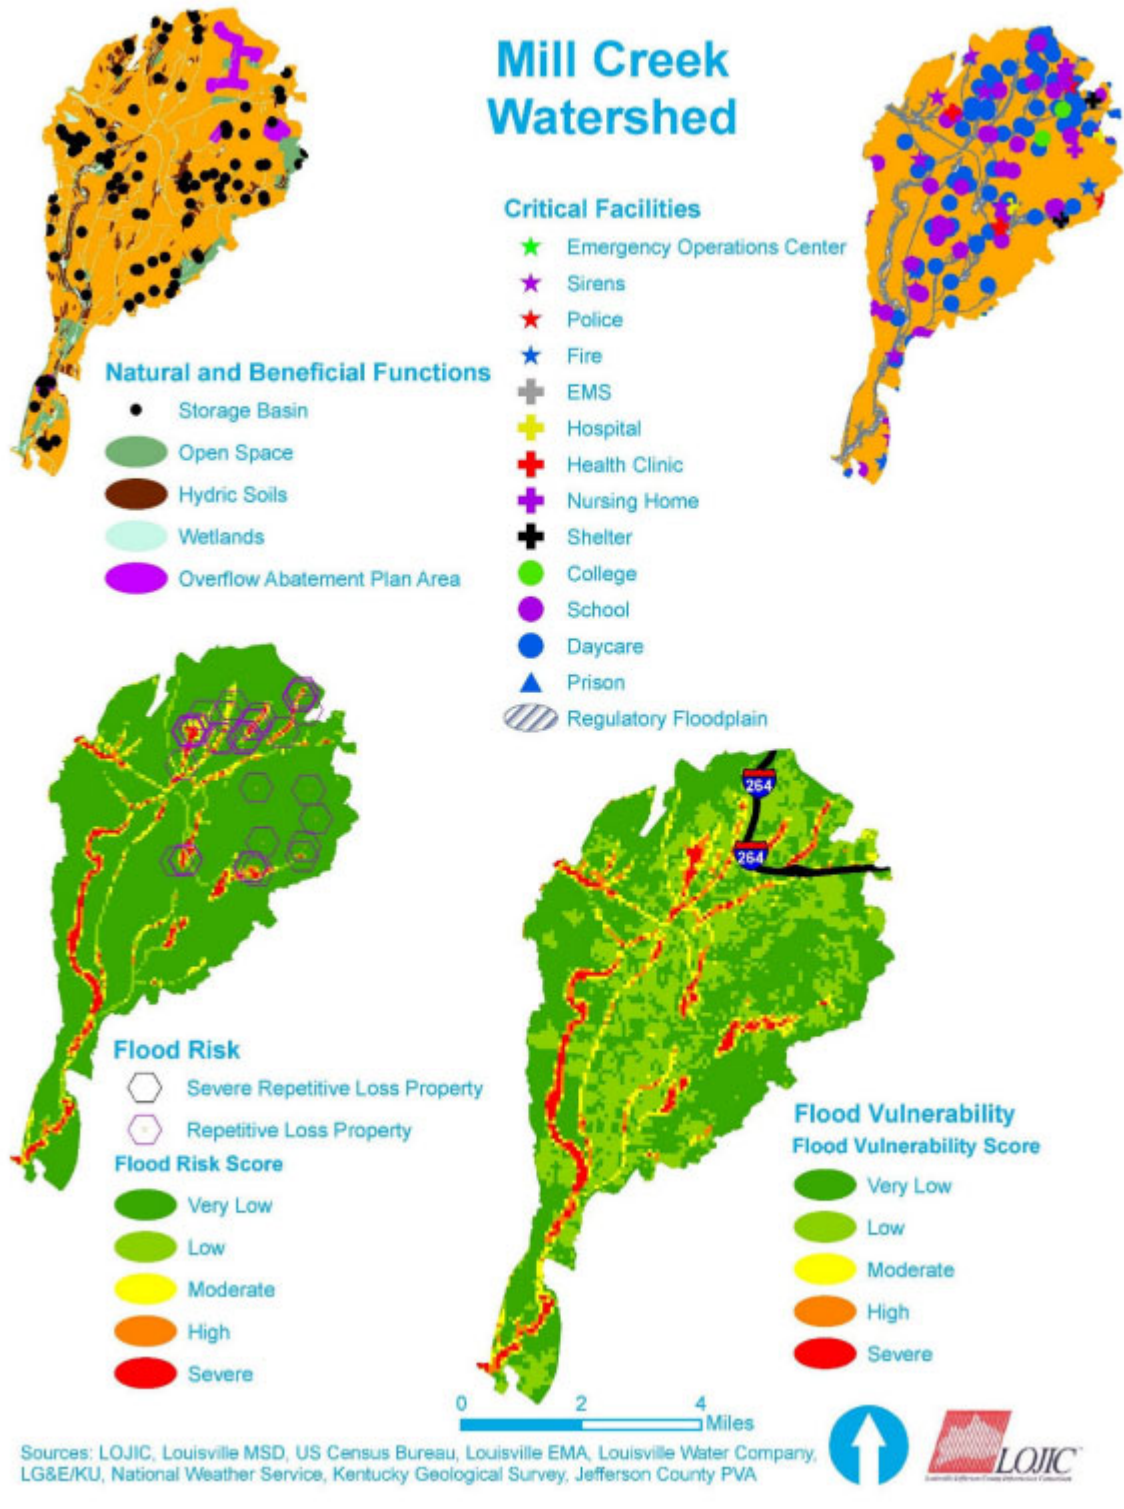 Mill Creek
Watershed
Critical Facilities
Emergency Operations Center
Sirens
Police
Fire
EMS
Hospital
Health Clinic
Nursing Home
Shelter
College
School
Daycare
Prison
Regulatory Floodplain
Natural and Beneficial Functions
Storage Basin
Open Space
Hydric Soils
Wetlands
Overflow Abatement Plan Area
264
264
Flood Risk
Severe Repetitive Loss Property
Repetitive Loss Property
Flood Risk Score
Very Low
Low
Moderate
High
Severe
Flood Vulnerability
Flood Vulnerability Score
Very Low
Low
Moderate
High
Severe
0 2 4
Miles
Sources: LOJIC, Louisville MSD, US Census Bureau, Louisville EMA, Louisville Water Company,
LG&E/KU, National Weather Service, Kentucky Geological Survey, Jefferson County PVA
LOJIC